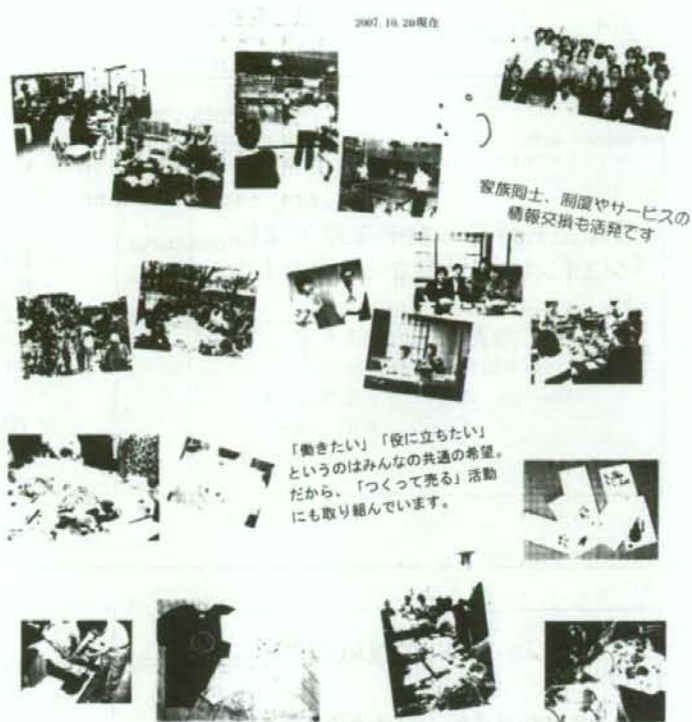 2007.10.20現在
家族同士、制度やサービスの
情報交損も活発てす
「働きたい」「役に立ちたい」
というのはみんなの共通の希望。
だから、「つくって売る」活動
にも取り組んでいます。